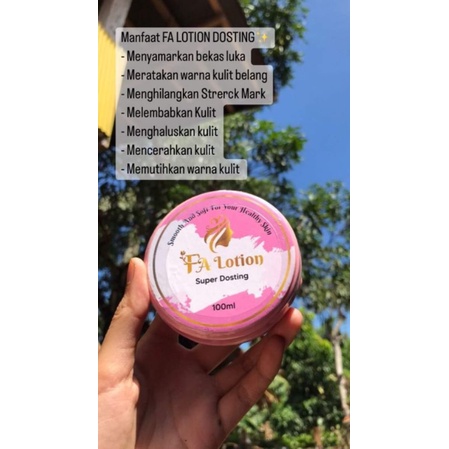 Manfaat FA LOTION DOSTING ✨
- Menyamarkan bekas luka
- Meratakan warna kulit belang
- Menghilangkan Strerck Mark
- Melembabkan Kulit
- Menghaluskan kulit
- Mencerahkan kulit
- Memutihkan warna kulit
Smooth And Soft For Your Healthy Skin
FA Lotion
Super Dosting
100ml